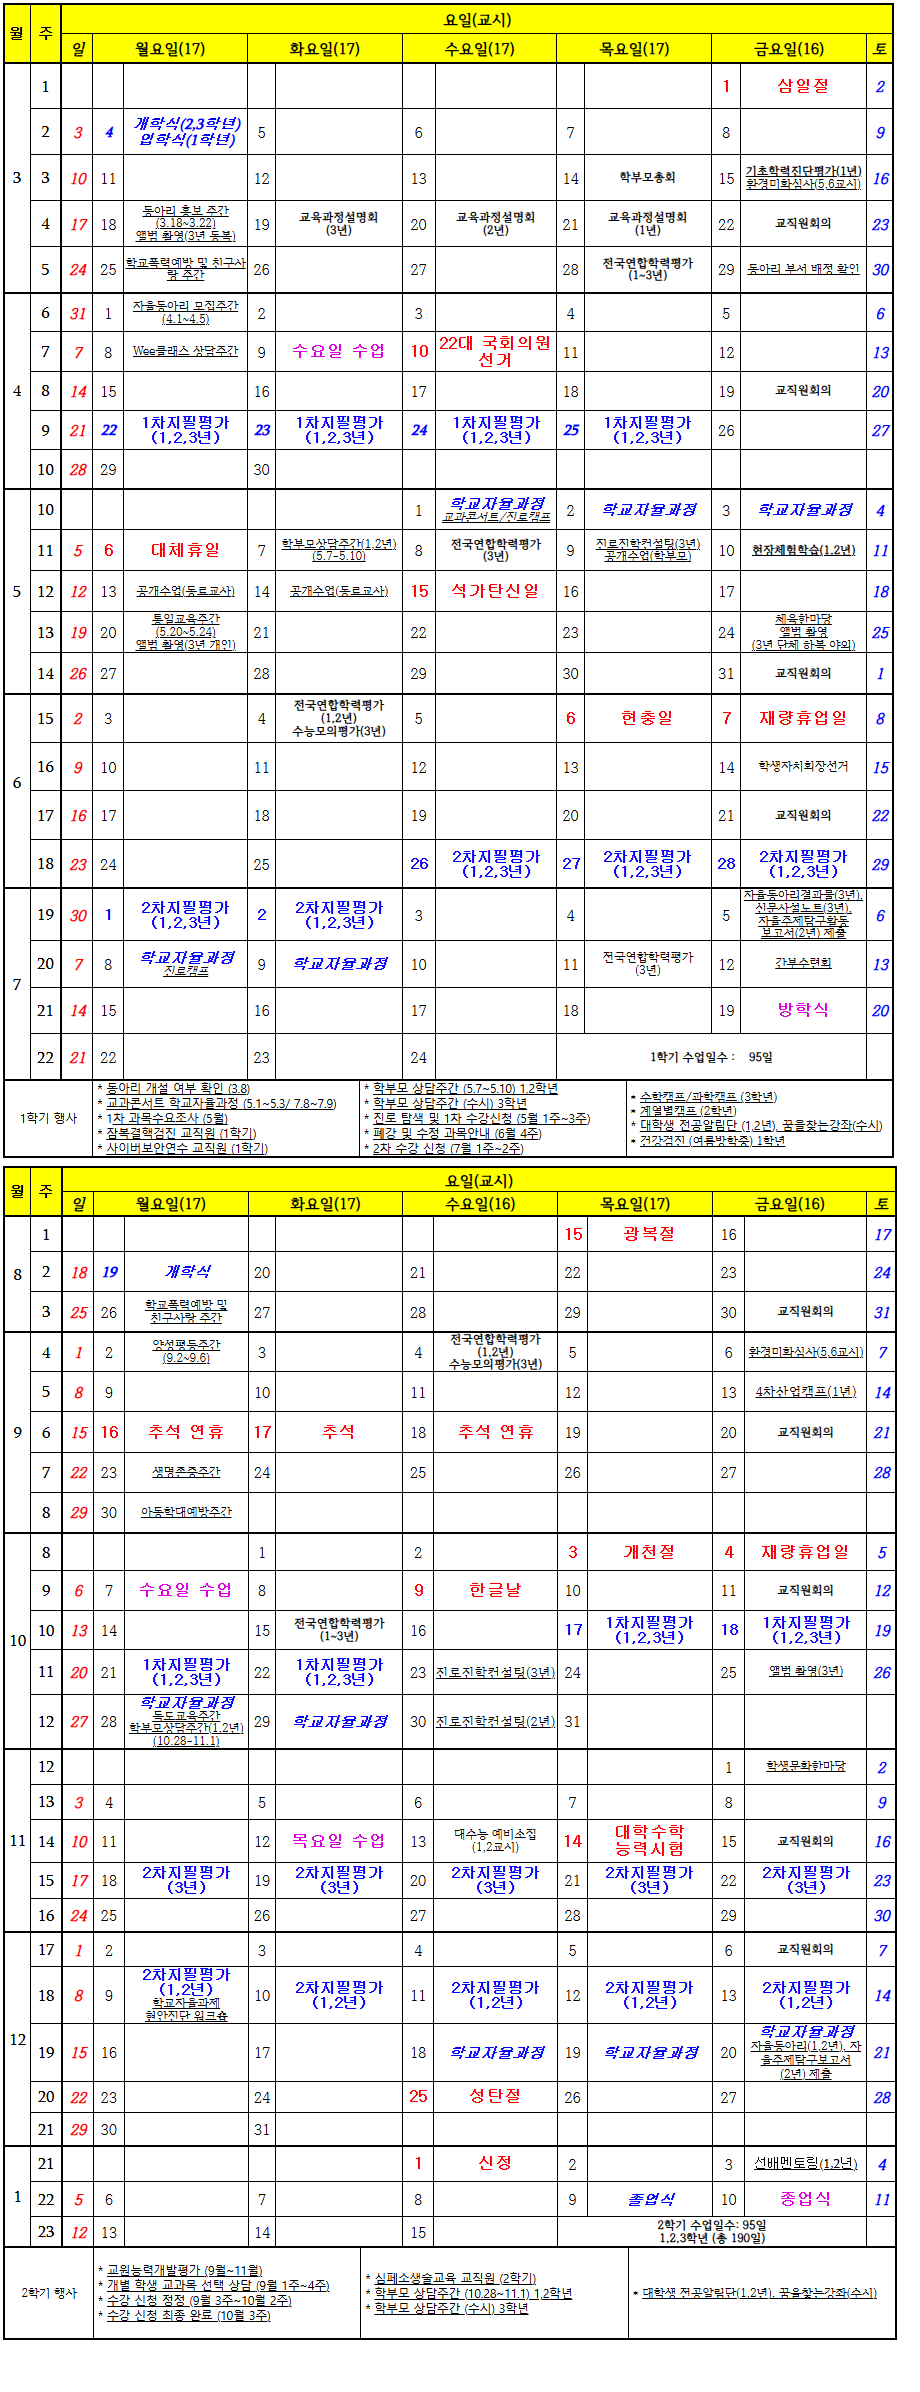 월 주 요일(교시)
일 월요일(17) 화요일(17) 수요일(17) 목요일(17) 금요일(16) 토
3
1 1 삼일절 2
2 3 4 개학식(2,3학년)
입학식(1학년) 5 6 7 8 9
3 10 11 12 13 14 학부모총회 15 기초학력진단평가(1년)
환경미화심사(5,6교시) 16
4 17 18 동아리 홍보 주간
(3.18~3.22)
앨범 촬영(3년 동복) 19 교육과정설명회
(3년) 20 교육과정설명회
(2년) 21 교육과정설명회
(1년) 22 교직원회의 23
5 24 25 학교폭력예방 및 친구사
랑 주간 26 27 28 전국연합학력평가
(1~3년) 29 동아리 부서 배정 확인 30
4
6 31 1 자율동아리 모집주간
(4.1~4.5) 2 3 4 5 6
7 7 8 Wee클래스 상담주간 9 수요일 수업 10 22대 국회의원
선거 11 12 13
8 14 15 16 17 18 19 교직원회의 20
9 21 22 1차지필평가
(1,2,3년) 23 1차지필평가
(1,2,3년) 24 1차지필평가
(1,2,3년) 25 1차지필평가
(1,2,3년) 26 27
10 28 29 30
5
10 1 학교자율과정
교과콘서트/진로캠프 2 학교자율과정 3 학교자율과정 4
11 5 6 대체휴일 7 학부모상담주간(1,2년)
(5.7-5.10) 8 전국연합학력평가
(3년) 9 진로진학컨설팅(3년)
공개수업(학부모) 10 현장체험학습(1,2년) 11
12 12 13 공개수업(동료교사) 14 공개수업(동료교사) 15 석가탄신일 16 17 18
13 19 20 통일교육주간
(5.20~5.24)
앨범 촬영(3년 개인) 21 22 23 24 체육한마당
앨범 촬영
(3년 단체 하복 야외) 25
14 26 27 28 29 30 31 교직원회의 1
6
15 2 3 4 전국연합학력평가
(1,2년)
수능모의평가(3년) 5 6 현충일 7 재량휴업일 8
16 9 10 11 12 13 14 학생자치회장선거 15
17 16 17 18 19 20 21 교직원회의 22
18 23 24 25 26 2차지필평가
(1,2,3년) 27 2차지필평가
(1,2,3년) 28 2차지필평가
(1,2,3년) 29
7
19 30 1 2차지필평가
(1,2,3년) 2 2차지필평가
(1,2,3년) 3 4 5 자율동아리결과물(3년),
신문사설노트(3년),
자율주제탐구활동
보고서(2년) 제출 6
20 7 8 학교자율과정
진로캠프 9 학교자율과정 10 11 전국연합학력평가
(3년) 12 간부수련회 13
21 14 15 16 17 18 19 방학식 20
22 21 22 23 24 1학기 수업일수 : 95일
1학기 행사
* 동아리 개설 여부 확인 (3.8)
* 교과콘서트 학교자율과정 (5.1~5.3/ 7.8~7.9)
* 1차 과목수요조사 (5월)
* 잠복결핵검진 교직원 (1학기)
* 사이버보안연수 교직원 (1학기)
* 학부모 상담주간 (5.7~5.10) 1,2학년
* 학부모 상담주간 (수시) 3학년
* 진로 탐색 및 1차 수강신청 (5월 1주~3주)
* 폐강 및 수정 과목안내 (6월 4주)
* 2차 수강 신청 (7월 1주~2주)
* 수학캠프/과학캠프 (3학년)
* 계열별캠프 (2학년)
* 대학생 전공알림단 (1,2년), 꿈을찾는강좌(수시)
* 건강검진 (여름방학중) 1학년
월 주 요일(교시)
일 월요일(17) 화요일(17) 수요일(16) 목요일(17) 금요일(16) 토
8
1 15 광복절 16 17
2 18 19 개학식 20 21 22 23 24
3 25 26 학교폭력예방 및
친구사랑 주간 27 28 29 30 교직원회의 31
9
4 1 2 양성평등주간
(9.2~9.6) 3 4 전국연합학력평가
(1,2년)
수능모의평가(3년) 5 6 환경미화심사(5,6교시) 7
5 8 9 10 11 12 13 4차산업캠프(1년) 14
6 15 16 추석 연휴 17 추석 18 추석 연휴 19 20 교직원회의 21
7 22 23 생명존중주간 24 25 26 27 28
8 29 30 아동학대예방주간
10
8 1 2 3 개천절 4 재량휴업일 5
9 6 7 수요일 수업 8 9 한글날 10 11 교직원회의 12
10 13 14 15 전국연합학력평가
(1~3년) 16 17 1차지필평가
(1,2,3년) 18 1차지필평가
(1,2,3년) 19
11 20 21 1차지필평가
(1,2,3년) 22 1차지필평가
(1,2,3년) 23 진로진학컨설팅(3년) 24 25 앨범 촬영(3년) 26
12 27 28 학교자율과정
독도교육주간
학부모상담주간(1,2년)
(10.28-11.1) 29 학교자율과정 30 진로진학컨설팅(2년) 31
11
12 1 학생문화한마당 2
13 3 4 5 6 7 8 9
14 10 11 12 목요일 수업 13 대수능 예비소집
(1,2교시) 14 대학수학
능력시험 15 교직원회의 16
15 17 18 2차지필평가
(3년) 19 2차지필평가
(3년) 20 2차지필평가
(3년) 21 2차지필평가
(3년) 22 2차지필평가
(3년) 23
16 24 25 26 27 28 29 30
12
17 1 2 3 4 5 6 교직원회의 7
18 8 9 2차지필평가
(1,2년)
학교자율과제
현안진단 워크숍 10 2차지필평가
(1,2년) 11 2차지필평가
(1,2년) 12 2차지필평가
(1,2년) 13 2차지필평가
(1,2년) 14
19 15 16 17 18 학교자율과정 19 학교자율과정 20 학교자율과정
자율동아리(1,2년), 자
율주제탐구보고서
(2년) 제출 21
20 22 23 24 25 성탄절 26 27 28
21 29 30 31
1
21 1 신정 2 3 선배멘토링(1,2년) 4
22 5 6 7 8 9 졸업식 10 종업식 11
23 12 13 14 15 2학기 수업일수: 95일
1,2,3학년 (총 190일)
2학기 행사
* 교원능력개발평가 (9월~11월)
* 개별 학생 교과목 선택 상담 (9월 1주~4주)
* 수강 신청 정정 (9월 3주~10월 2주)
* 수강 신청 최종 완료 (10월 3주)
* 심폐소생술교육 교직원 (2학기)
* 학부모 상담주간 (10.28~11.1) 1,2학년
* 학부모 상담주간 (수시) 3학년
* 대학생 전공알림단(1,2년), 꿈을찾는강좌(수시)